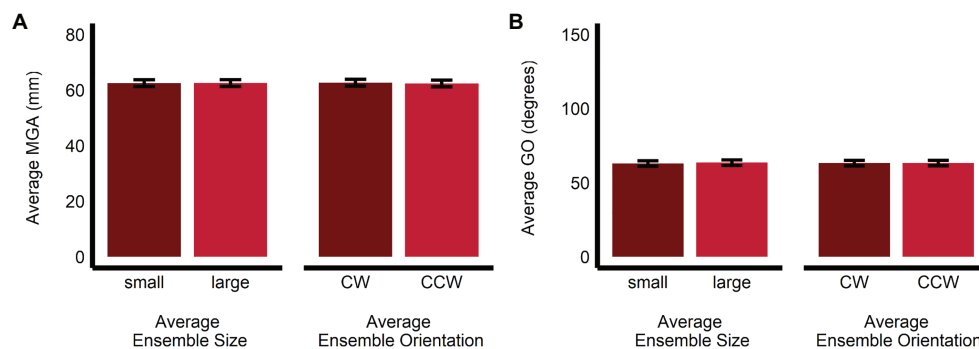 A
Average MGA (mm)
80
60
40
20
0
small
large
CW
CCW
Average
Ensemble Size
Average
Ensemble Orientation
B
Average GO (degrees)
150
100
50
0
small
large
CW
CCW
Average
Ensemble Size
Average
Ensemble Orientation